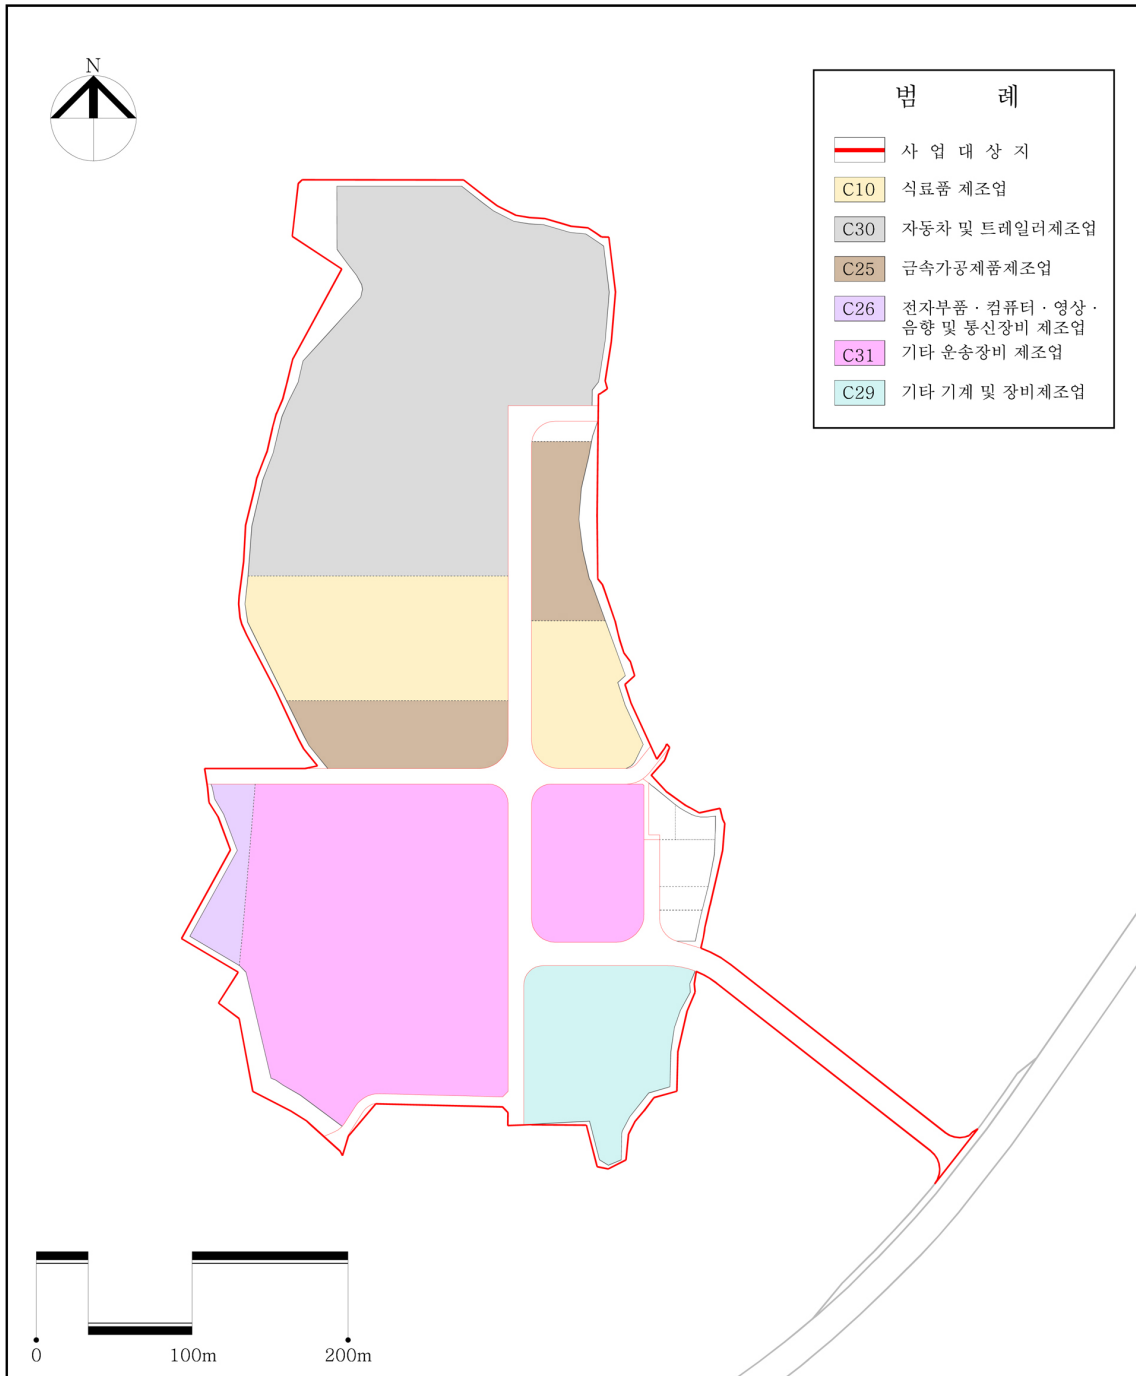 N
범 례
사 업 대 상 지
C10 식료품 제조업
C30 자동차 및 트레일러제조업
C25 금속가공제품제조업
C26 전자부품 · 컴퓨터 · 영상 ·
음향 및 통신장비 제조업
C31 기타 운송장비 제조업
C29 기타 기계 및 장비제조업
0 100m 200m